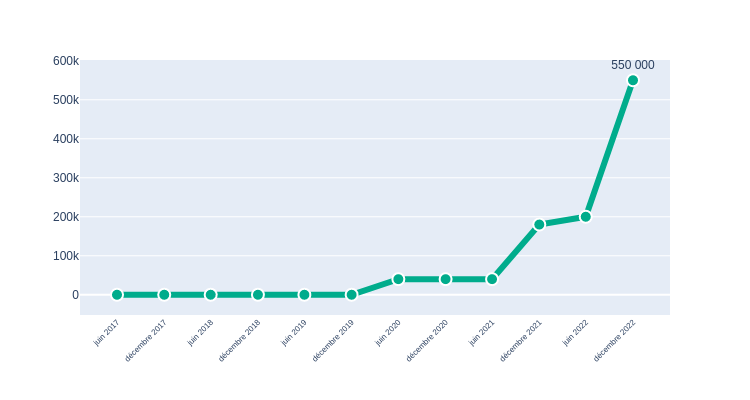 600k
550 000
500k
400k
300k
200k
100k
0
juin 2017
décembre 2017
juin 2018
décembre 2018
juin 2019
décembre 2019
juin 2020
décembre 2020
juin 2021
décembre 2021
juin 2022
décembre 2022